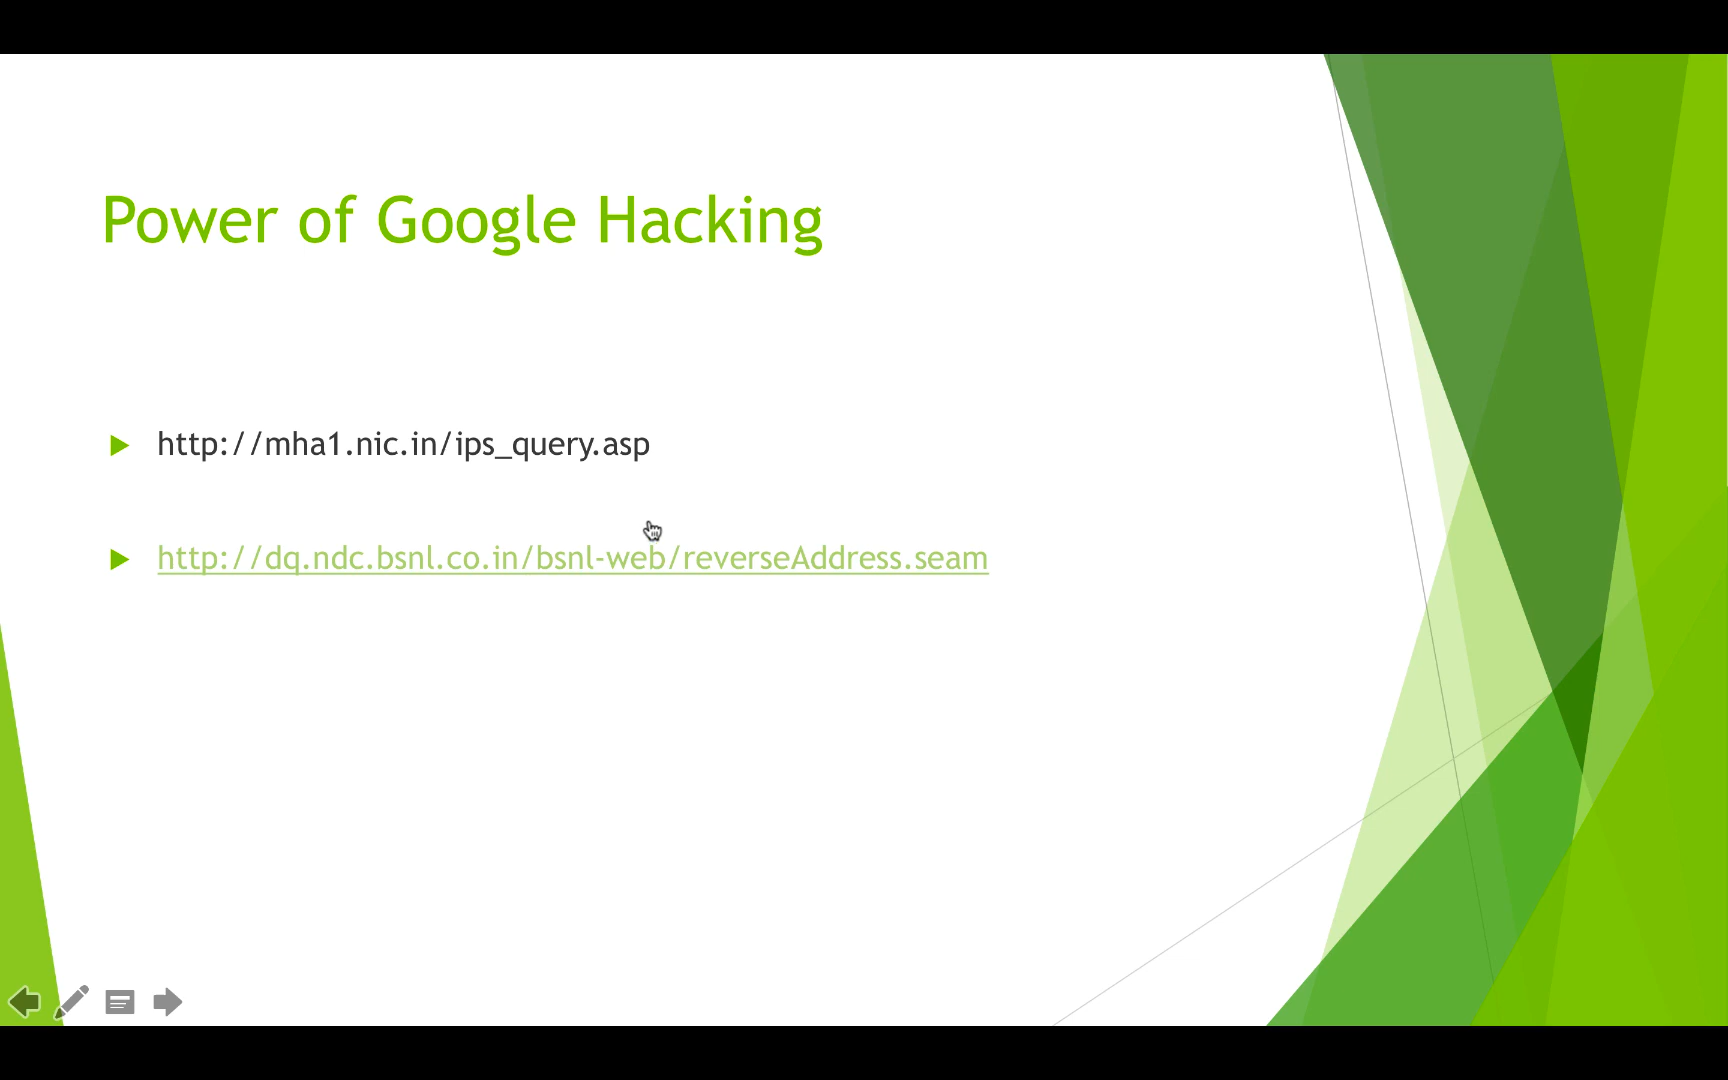 Power of Google Hacking
http://mha1.nic.in/ips_query.asp
http://dq.ndc.bsnl.co.in/bsnl-web/reverseAddress.seam